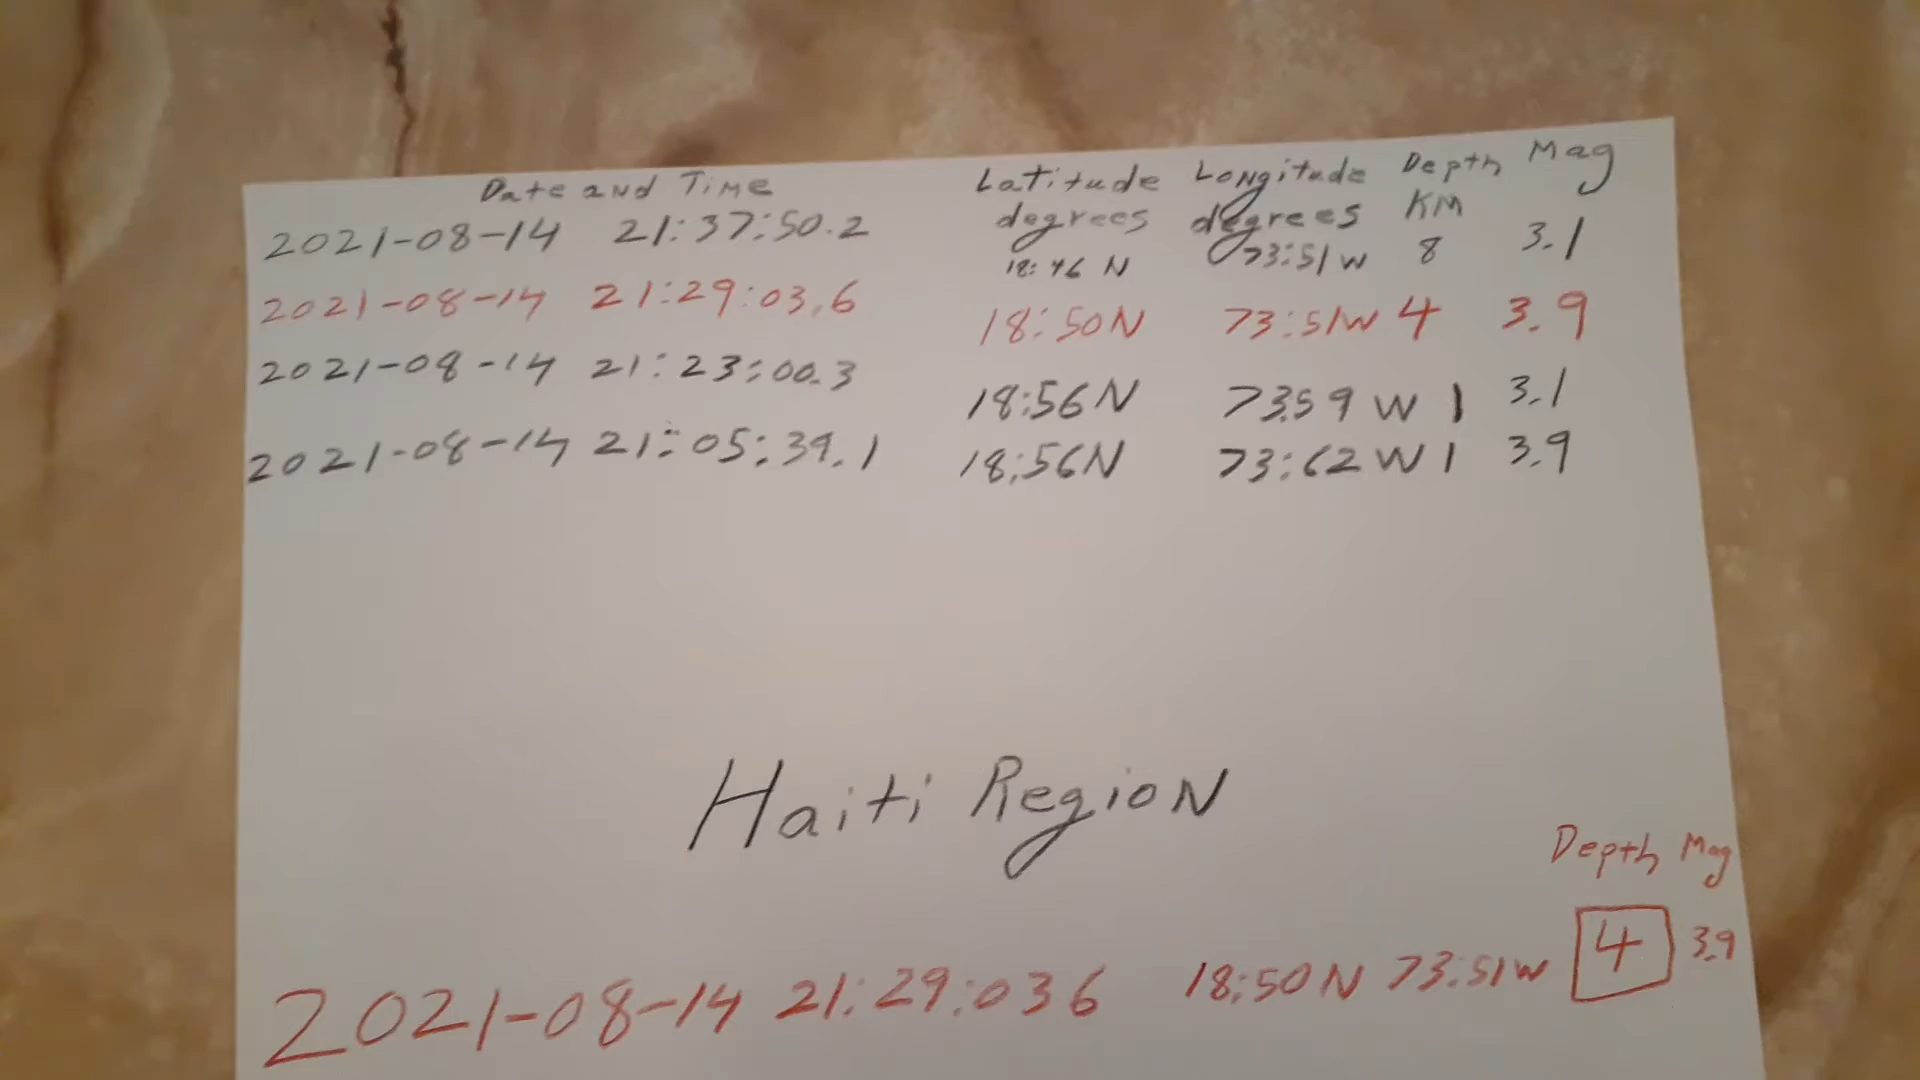 Date and Time Latitude degrees Longitude degrees Depth KM Mag
2021-08-14 21:37:50.2 18:46 N 73:51 W 8 3.1
2021-08-14 21:29:03.6 18:50N 73:51W 4 3.9
2021-08-14 21:23:00.3 18:56N 73.59 W 1 3.1
2021-08-14 21:05:39.1 18:56N 73:62 W 1 3.9
Haiti Region
Depth Mag
2021-08-14 21:29:036 18:50N 73:51W 4 3.9